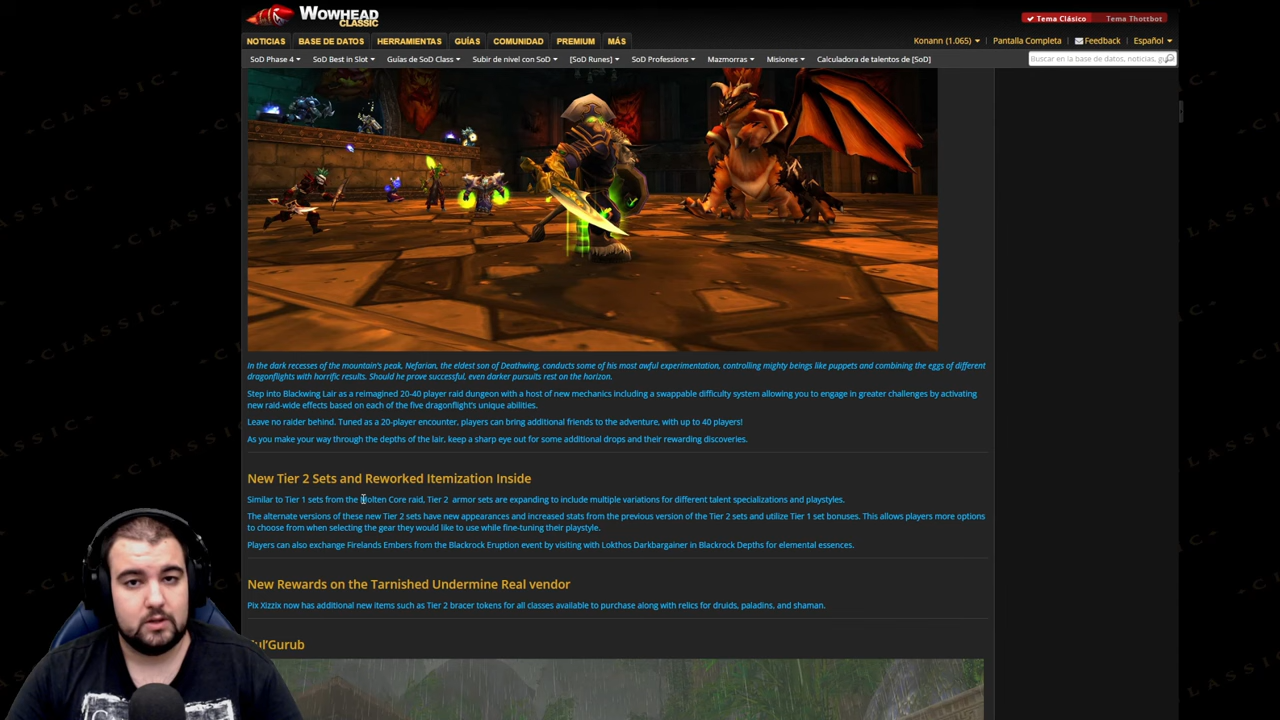 WOWHEAD
CLASSIC
Tema Clásico Tema Thottbot
NOTICIAS BASE DE DATOS HERRAMIENTAS GUÍAS COMUNIDAD PREMIUM MÁS
Konann (1.065) Pantalla Completa Feedback Español
SoD Phase 4 SoD Best in Slot Guías de SoD Class Subir de nivel con SoD [SoD Runes] SoD Professions Mazmorras Misiones Calculadora de talentos de [SoD]
Buscar en la base de datos, noticias,
In the dark recesses of the mountain's peak, Nefarian, the eldest son of Deathwing, conducts some of his most awful experimentation, controlling mighty beings like puppets and combining the eggs of different
dragonflights with horrific results. Should he prove successful, even darker pursuits rest on the horizon.
Step into Blackwing Lair as a reimagined 20-40 player raid dungeon with a host of new mechanics including a swappable difficulty system allowing you to engage in greater challenges by activating
new raid-wide effects based on each of the five dragonflight's unique abilities.
Leave no raider behind. Tuned as a 20-player encounter, players can bring additional friends to the adventure, with up to 40 players!
As you make your way through the depths of the lair, keep a sharp eye out for some additional drops and their rewarding discoveries.
New Tier 2 Sets and Reworked Itemization Inside
Similar to Tier 1 sets from the Molten Core raid, Tier 2 armor sets are expanding to include multiple variations for different talent specializations and playstyles.
The alternate versions of these new Tier 2 sets have new appearances and increased stats from the previous version of the Tier 2 sets and utilize Tier 1 set bonuses. This allows players more options
to choose from when selecting the gear they would like to use while fine-tuning their playstyle.
Players can also exchange Firelands Embers from the Blackrock Eruption event by visiting with Lokthos Darkbargainer in Blackrock Depths for elemental essences.
New Rewards on the Tarnished Undermine Real vendor
Pix Xizzix now has additional new items such as Tier 2 bracer tokens for all classes available to purchase along with relics for druids, paladins, and shaman.
ul'Gurub